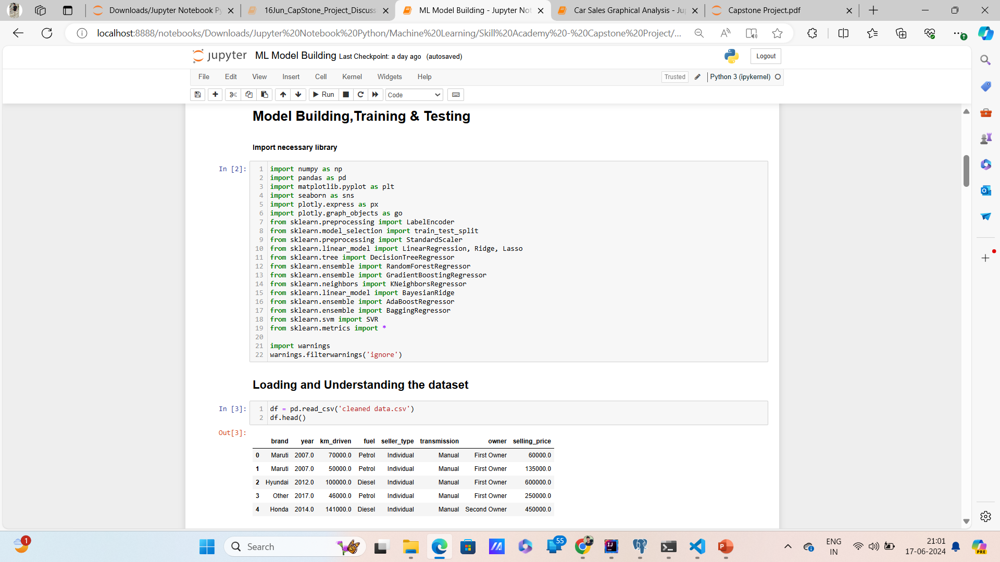 Downloads/Jupyter Notebook Py
16Jun_CapStone_Project_Discuss
ML Model Building - Jupyter Not
Car Sales Graphical Analysis - Ju
Capstone Project.pdf
localhost:8888/notebooks/Downloads/Jupyter%20Notebook%20Python/Machine%20Learning/Skill%20Academy%20-%20Capstone%20Project/...
jupyter ML Model Building Last Checkpoint: a day ago (autosaved)
Logout
File Edit View Insert Cell Kernel Widgets Help
Trusted Python 3 (ipykernel)
Run Code
Model Building,Training & Testing
Import necessary library
In [2]:
1 import numpy as np
2 import pandas as pd
3 import matplotlib.pyplot as plt
4 import seaborn as sns
5 import plotly.express as px
6 import plotly.graph_objects as go
7 from sklearn.preprocessing import LabelEncoder
8 from sklearn.model_selection import train_test_split
9 from sklearn.preprocessing import StandardScaler
10 from sklearn.linear_model import LinearRegression, Ridge, Lasso
11 from sklearn.tree import DecisionTreeRegressor
12 from sklearn.ensemble import RandomForestRegressor
13 from sklearn.ensemble import GradientBoostingRegressor
14 from sklearn.neighbors import KNeighborsRegressor
15 from sklearn.linear_model import BayesianRidge
16 from sklearn.ensemble import AdaBoostRegressor
17 from sklearn.ensemble import BaggingRegressor
18 from sklearn.svm import SVR
19 from sklearn.metrics import *
20
21 import warnings
22 warnings.filterwarnings('ignore')
Loading and Understanding the dataset
In [3]:
1 df = pd.read_csv('cleaned data.csv')
2 df.head()
Out[3]:
brand year km_driven fuel seller_type transmission owner selling_price
0 Maruti 2007.0 70000.0 Petrol Individual Manual First Owner 60000.0
1 Maruti 2007.0 50000.0 Petrol Individual Manual First Owner 135000.0
2 Hyundai 2012.0 100000.0 Diesel Individual Manual First Owner 600000.0
3 Other 2017.0 46000.0 Petrol Individual Manual First Owner 250000.0
4 Honda 2014.0 141000.0 Diesel Individual Manual Second Owner 450000.0
1
Search
55
ENG
IN
21:01
17-06-2024
PRE